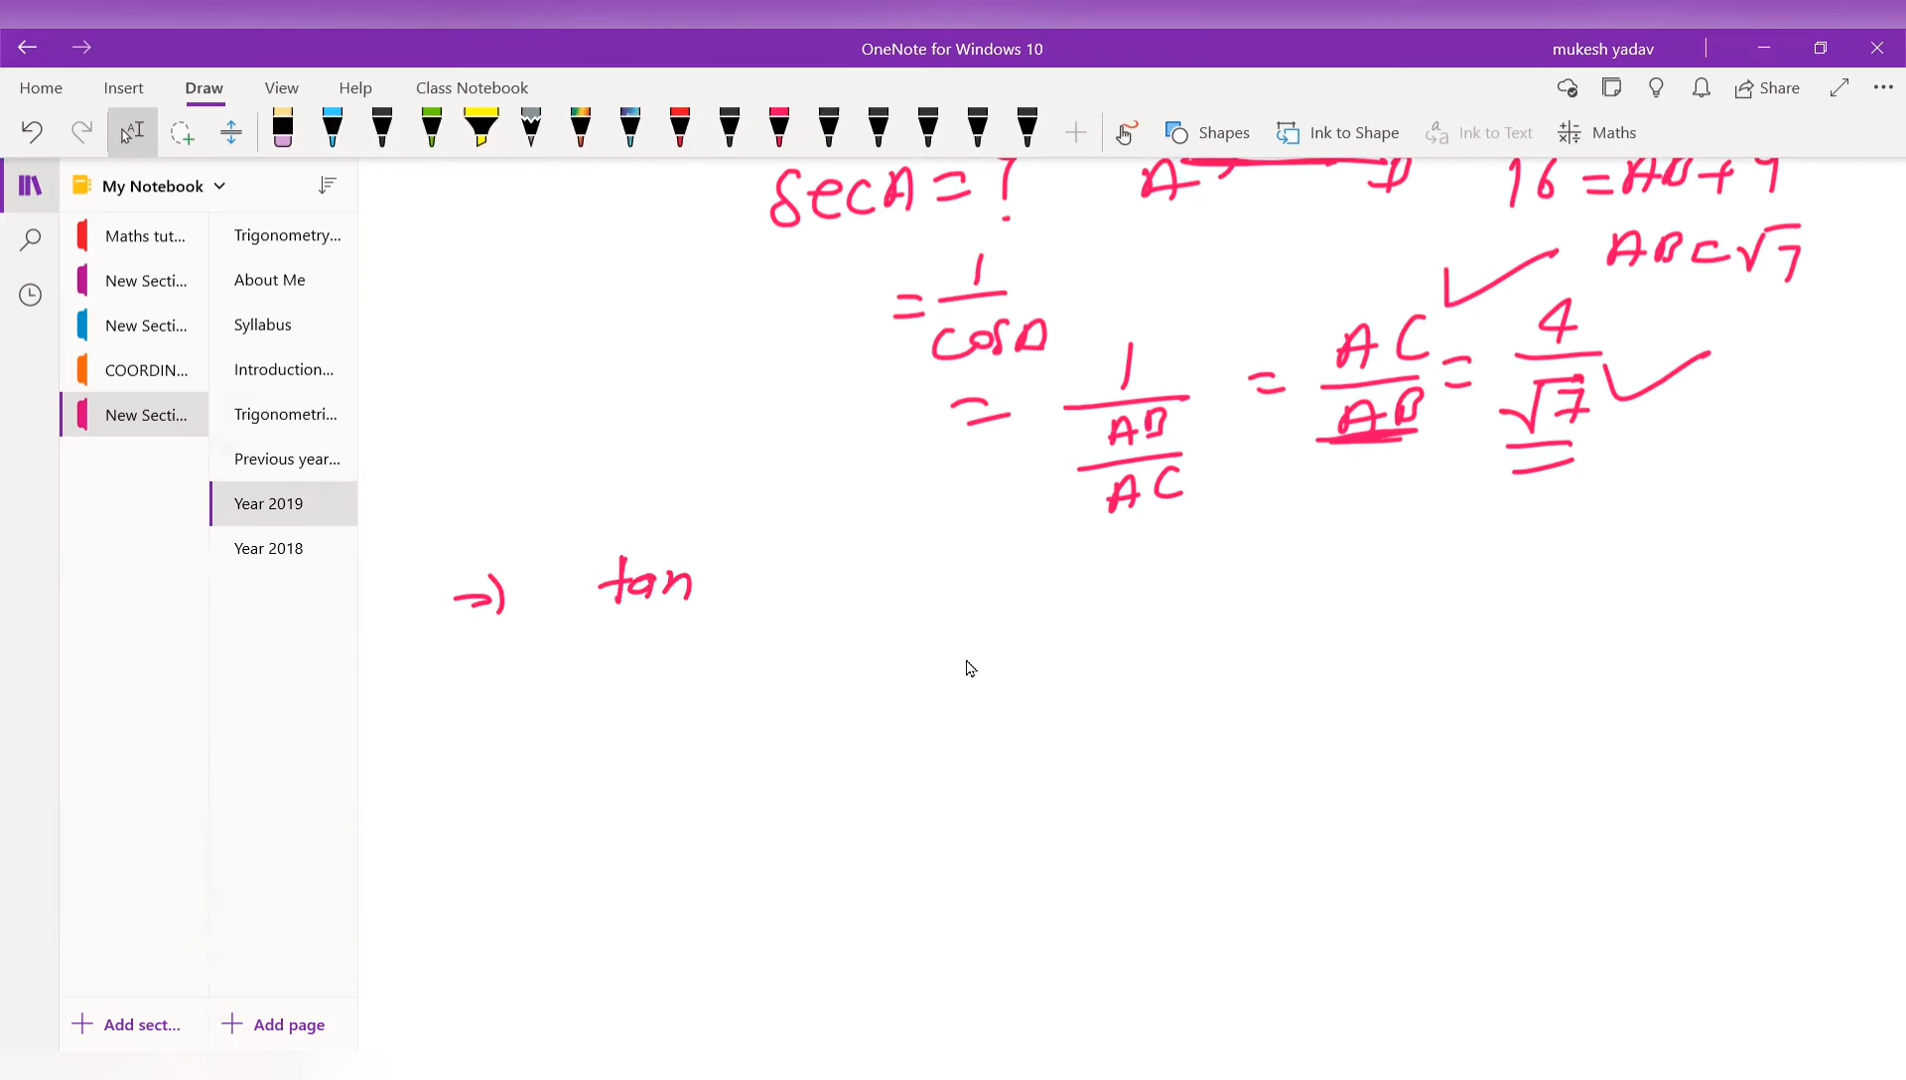 OneNote for Windows 10
mukesh yadav
Home Insert Draw View Help Class Notebook
Share
Shapes Ink to Shape Ink to Text Maths
My Notebook
Maths tut...
New Secti...
New Secti...
COORDIN...
New Secti...
Add sect...
Trigonometry...
About Me
Syllabus
Introduction...
Trigonometri...
Previous year...
Year 2019
Year 2018
Add page
secA = ?
A B
16 = AB + 9
AB = √7
= 1/cosA
= 1/(AB/AC) = AC/AB = 4/√7
⇒ tan